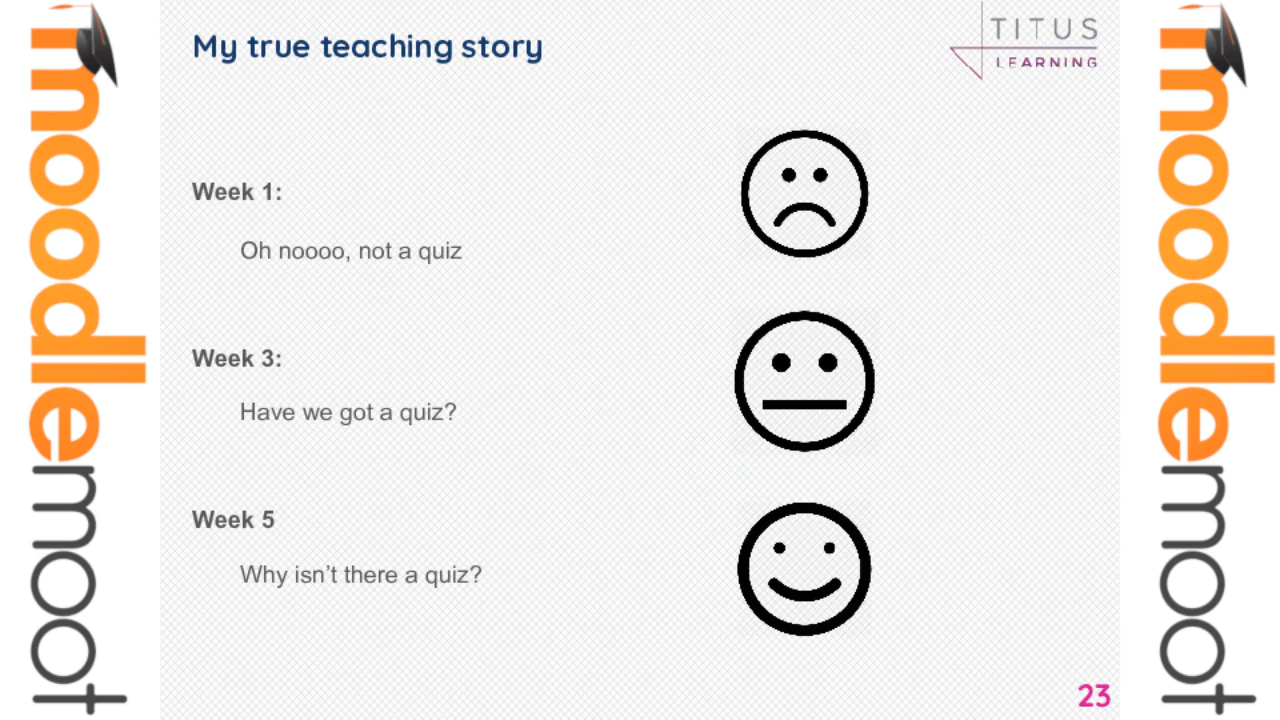 moodlemoot
My true teaching story
TITUS
LEARNING
Week 1:
Oh noooo, not a quiz
Week 3:
Have we got a quiz?
Week 5
Why isn’t there a quiz?
23
moodlemoot